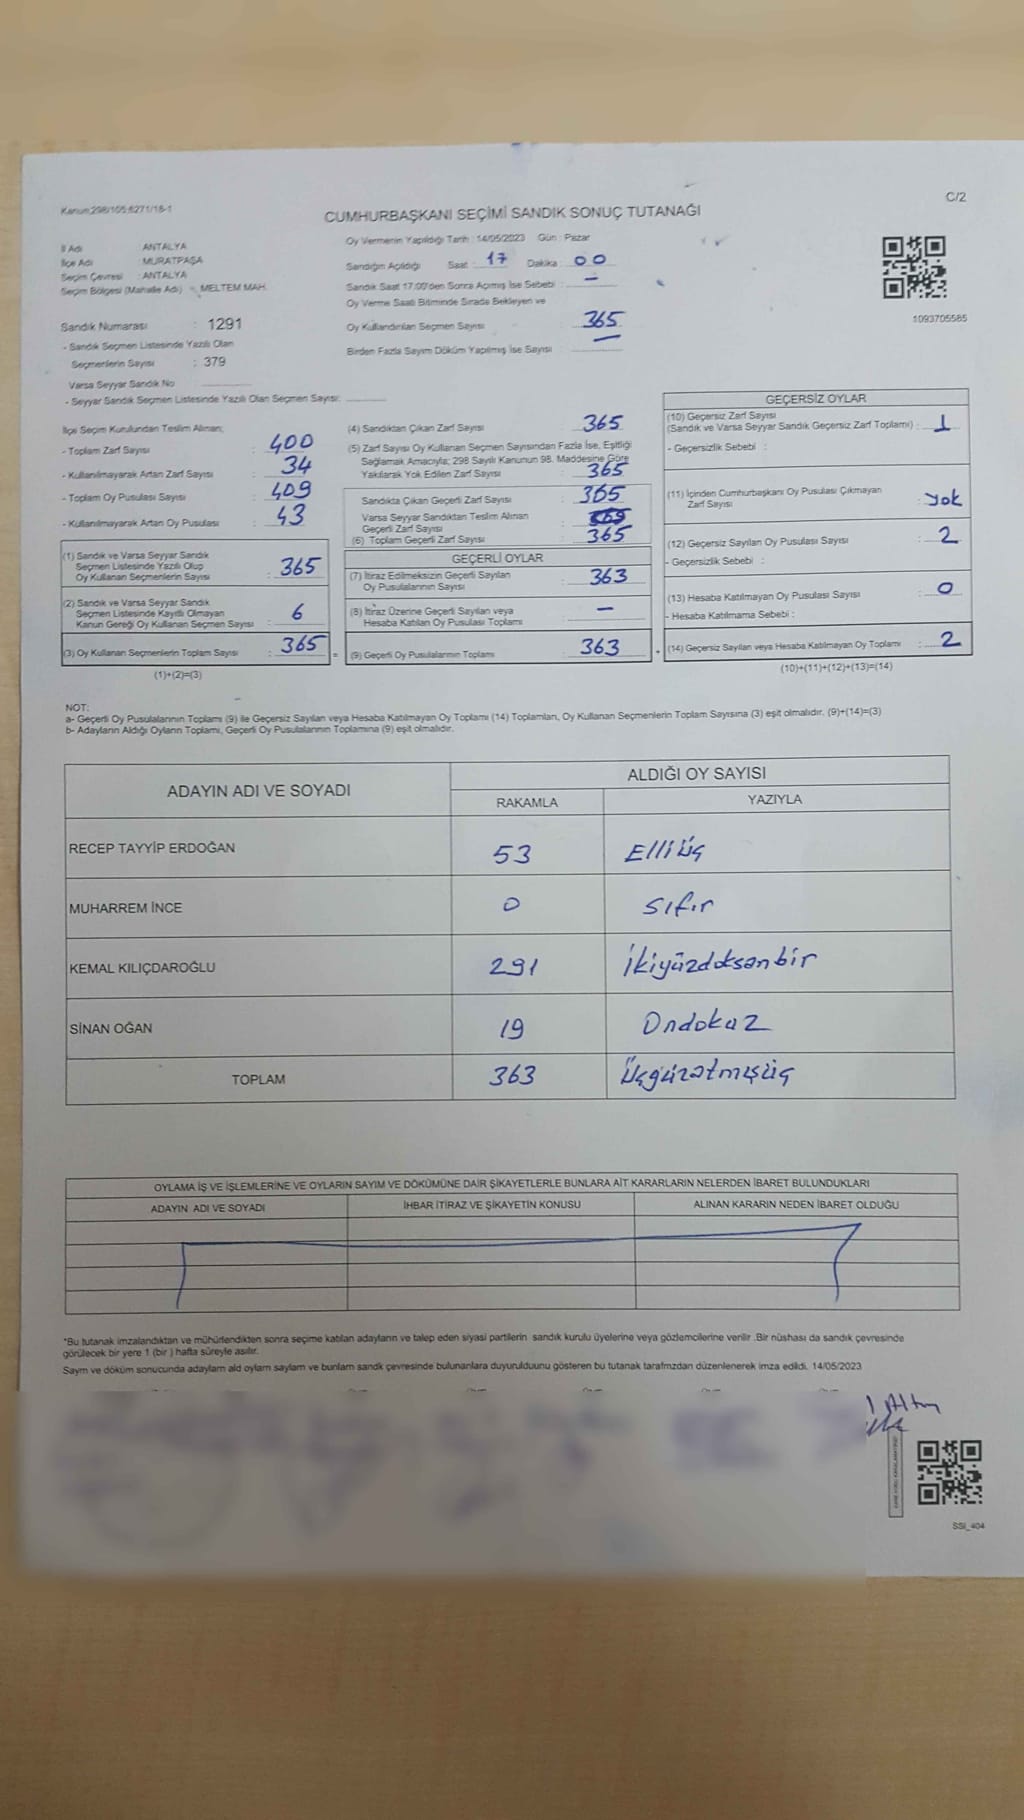 Kanun:298/105:6271/18-1
C/2
CUMHURBAŞKANI SEÇİMİ SANDIK SONUÇ TUTANAĞI
İl Adı ANTALYA
İlçe Adı MURATPAŞA
Seçim Çevresi : ANTALYA
Seçim Bölgesi (Mahalle Adı) : MELTEM MAH.
Sandık Numarası : 1291
- Sandık Seçmen Listesinde Yazılı Olan
Seçmenlerin Sayısı : 379
Varsa Seyyar Sandık No
- Seyyar Sandık Seçmen Listesinde Yazılı Olan Seçmen Sayısı:
Oy Vermenin Yapıldığı Tarih : 14/05/2023 Gün : Pazar
Sandığın Açıldığı Saat : 17 Dakika : 00
Sandık Saat 17:00'den Sonra Açımış İse Sebebi : —
Oy Verme Saati Bitiminde Sırada Bekleyen ve
Oy Kullandırılan Seçmen Sayısı : 365
Birden Fazla Sayım Döküm Yapılmış İse Sayısı : —
1093705585
İlçe Seçim Kurulundan Teslim Alınan;
- Toplam Zarf Sayısı : 400
- Kullanılmayarak Artan Zarf Sayısı : 34
- Toplam Oy Pusulası Sayısı : 409
- Kullanılmayarak Artan Oy Pusulası : 43
(1) Sandık ve Varsa Seyyar Sandık
Seçmen Listesinde Yazılı Olup
Oy Kullanan Seçmenlerin Sayısı : 365
(2) Sandık ve Varsa Seyyar Sandık
Seçmen Listesinde Kayıtlı Olmayan
Kanun Gereği Oy Kullanan Seçmen Sayısı : 6
(3) Oy Kullanan Seçmenlerin Toplam Sayısı : 365 =
(1)+(2)=(3)
(4) Sandıktan Çıkan Zarf Sayısı : 365
(5) Zarf Sayısı Oy Kullanan Seçmen Sayısından Fazla İse, Eşitliği
Sağlamak Amacıyla; 298 Sayılı Kanunun 98. Maddesine Göre
Yakılarak Yok Edilen Zarf Sayısı : 365
Sandıkta Çıkan Geçerli Zarf Sayısı : 365
Varsa Seyyar Sandıktan Teslim Alınan
Geçerli Zarf Sayısı :
(6) Toplam Geçerli Zarf Sayısı : 365
GEÇERLİ OYLAR
(7) İtiraz Edilmeksizin Geçerli Sayılan
Oy Pusulalarının Sayısı : 363
(8) İtiraz Üzerine Geçerli Sayılan veya
Hesaba Katılan Oy Pusulası Toplamı : —
(9) Geçerli Oy Pusulalarının Toplamı : 363 +
GEÇERSİZ OYLAR
(10) Geçersiz Zarf Sayısı
(Sandık ve Varsa Seyyar Sandık Geçersiz Zarf Toplamı) : 1
- Geçersizlik Sebebi :
(11) İçinden Cumhurbaşkanı Oy Pusulası Çıkmayan
Zarf Sayısı : yok
(12) Geçersiz Sayılan Oy Pusulası Sayısı : 2
- Geçersizlik Sebebi :
(13) Hesaba Katılmayan Oy Pusulası Sayısı : 0
- Hesaba Katılmama Sebebi :
(14) Geçersiz Sayılan veya Hesaba Katılmayan Oy Toplamı : 2
(10)+(11)+(12)+(13)=(14)
NOT:
a- Geçerli Oy Pusulalarının Toplamı (9) ile Geçersiz Sayılan veya Hesaba Katılmayan Oy Toplamı (14) Toplamları, Oy Kullanan Seçmenlerin Toplam Sayısına (3) eşit olmalıdır. (9)+(14)=(3)
b- Adayların Aldığı Oyların Toplamı, Geçerli Oy Pusulalarının Toplamına (9) eşit olmalıdır.
ADAYIN ADI VE SOYADI ALDIĞI OY SAYISI
RAKAMLA YAZIYLA
RECEP TAYYİP ERDOĞAN 53 Elliüç
MUHARREM İNCE 0 Sıfır
KEMAL KILIÇDAROĞLU 291 İkiyüzdoksanbir
SİNAN OĞAN 19 Ondokuz
TOPLAM 363 Üçyüzatmışüç
OYLAMA İŞ VE İŞLEMLERİNE VE OYLARIN SAYIM VE DÖKÜMÜNE DAİR ŞİKAYETLERLE BUNLARA AİT KARARLARIN NELERDEN İBARET BULUNDUKLARI
ADAYIN ADI VE SOYADI İHBAR İTİRAZ VE ŞİKAYETİN KONUSU ALINAN KARARIN NEDEN İBARET OLDUĞU
*Bu tutanak imzalandıktan ve mühürlendikten sonra seçime katılan adayların ve talep eden siyasi partilerin sandık kurulu üyelerine veya gözlemcilerine verilir .Bir nüshası da sandık çevresinde
görülecek bir yere 1 (bir ) hafta süreyle asılır.
Sayım ve döküm sonucunda adayların ald oyların sayları ve bunların sandk çevresinde bulunanlara duyurulduunu gösteren bu tutanak tarafmzdan düzenlenerek imza edildi. 14/05/2023
SSI_404